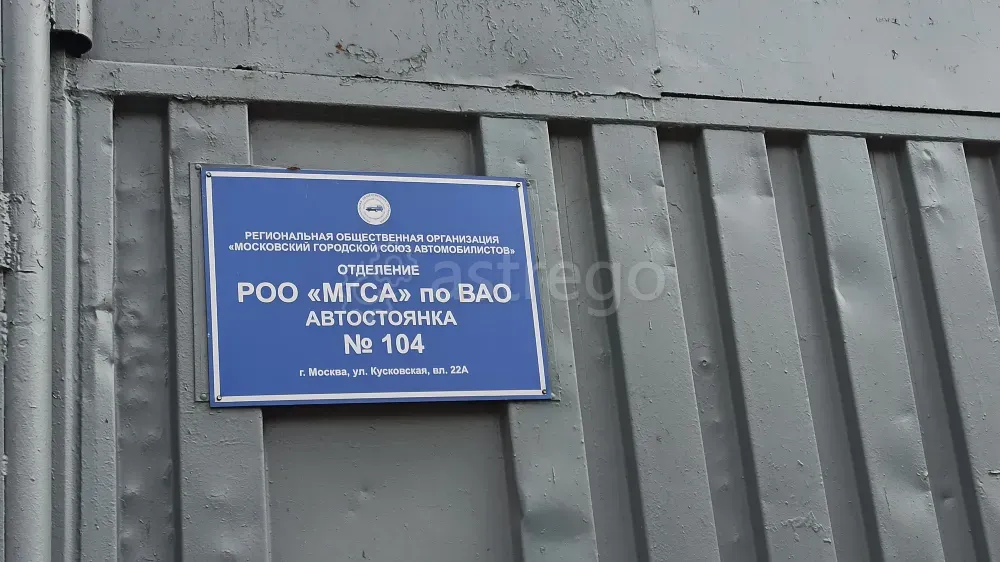 РЕГИОНАЛЬНАЯ ОБЩЕСТВЕННАЯ ОРГАНИЗАЦИЯ
«МОСКОВСКИЙ ГОРОДСКОЙ СОЮЗ АВТОМОБИЛИСТОВ»
ОТДЕЛЕНИЕ
РОО «МГСА» по ВАО
АВТОСТОЯНКА
№ 104
г. Москва, ул. Кусковская, вл. 22А
astrego